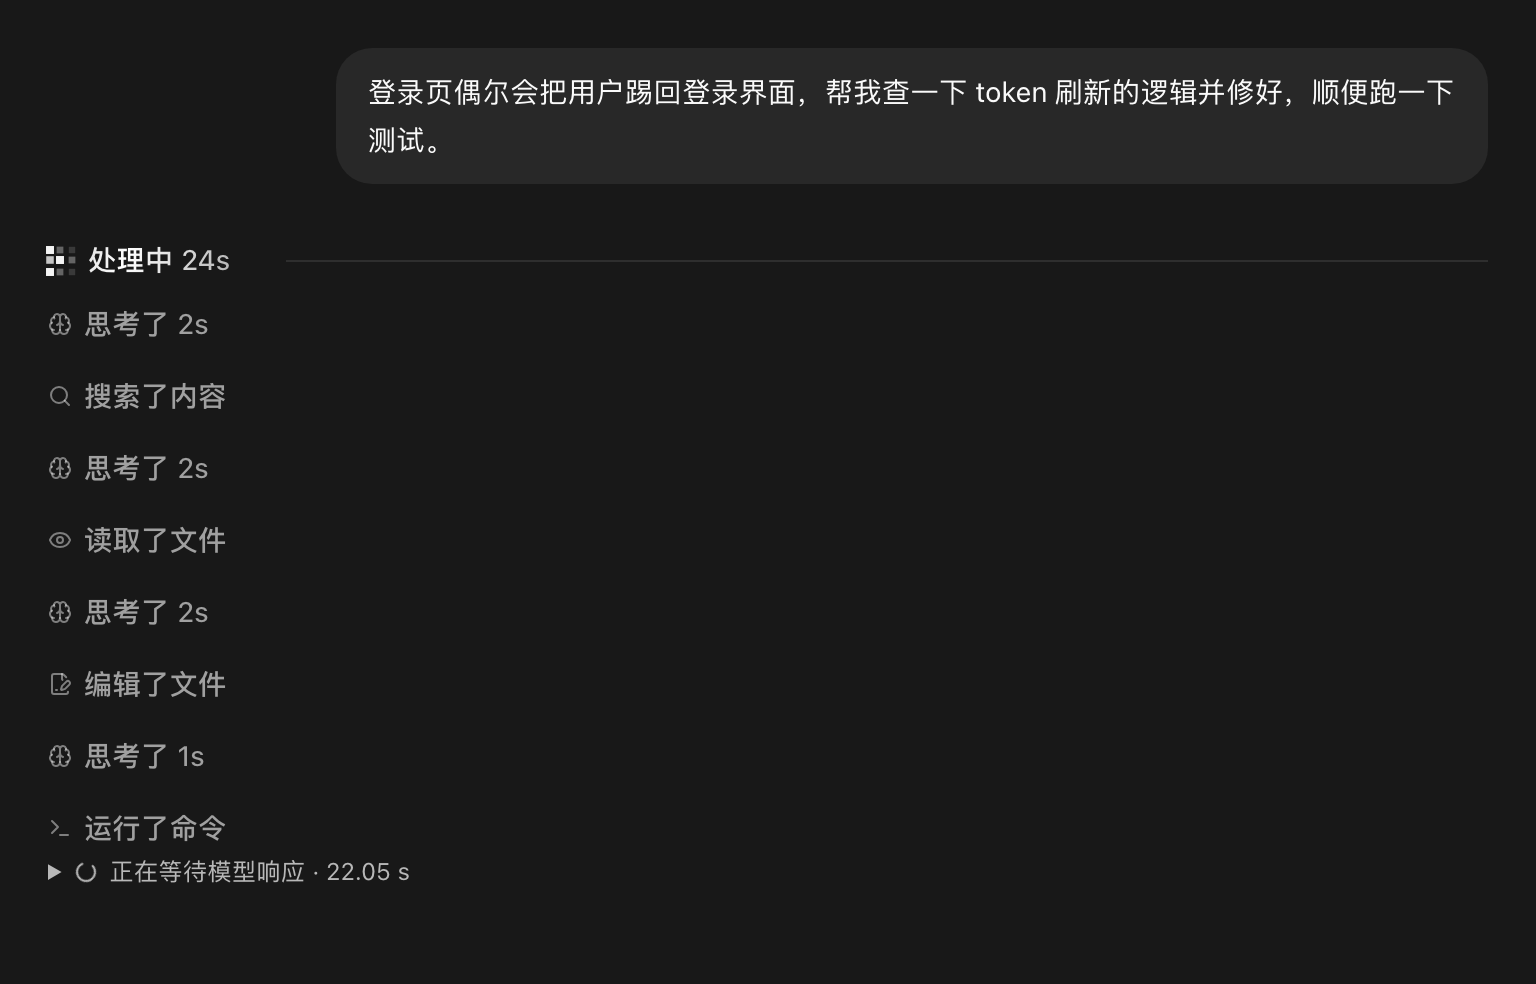 登录页偶尔会把用户踢回登录界面，帮我查一下 token 刷新的逻辑并修好，顺便跑一下
测试。
处理中 24s
思考了 2s
搜索了内容
思考了 2s
读取了文件
思考了 2s
编辑了文件
思考了 1s
运行了命令
正在等待模型响应 · 22.05 s